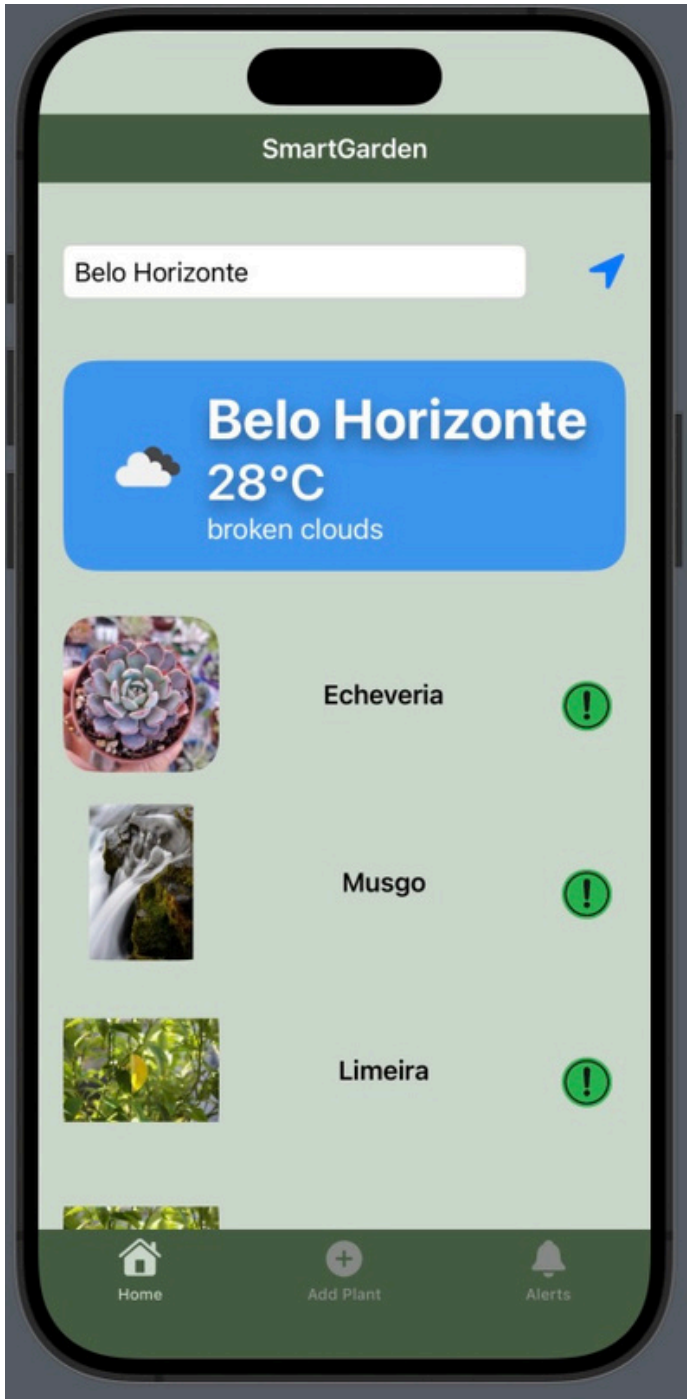 SmartGarden
Belo Horizonte
Belo Horizonte
28°C
broken clouds
Echeveria
Musgo
Limeira
Home
Add Plant
Alerts